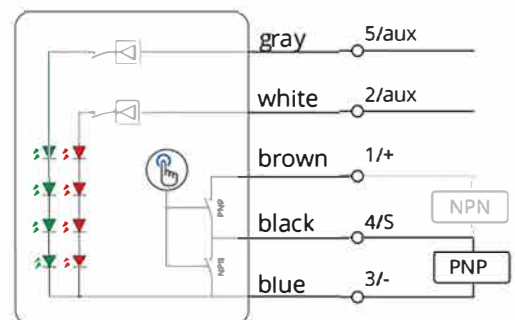 gray 5/aux
white 2/aux
brown 1/+
PNP
NPN
black 4/S
NPN
PNP
blue 3/-